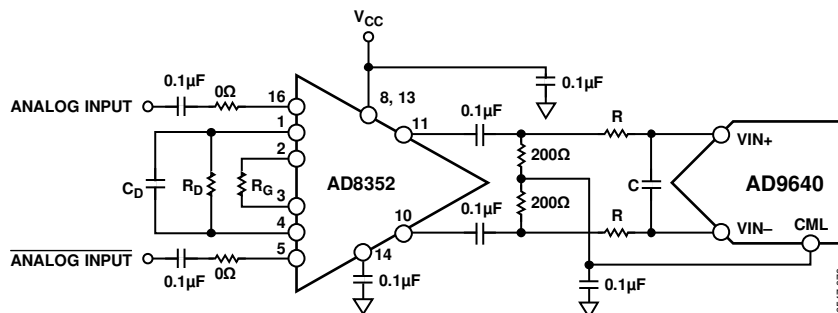 VCC
0.1µF
0Ω
0.1µF
ANALOG INPUT
16
8, 13
1
11
0.1µF
R
2
VIN+
200Ω
CD
RD
RG
AD8352
C
AD9640
3
200Ω
4
10
0.1µF
R
VIN–
CML
ANALOG INPUT
5
14
0.1µF
0Ω
0.1µF
0.1µF